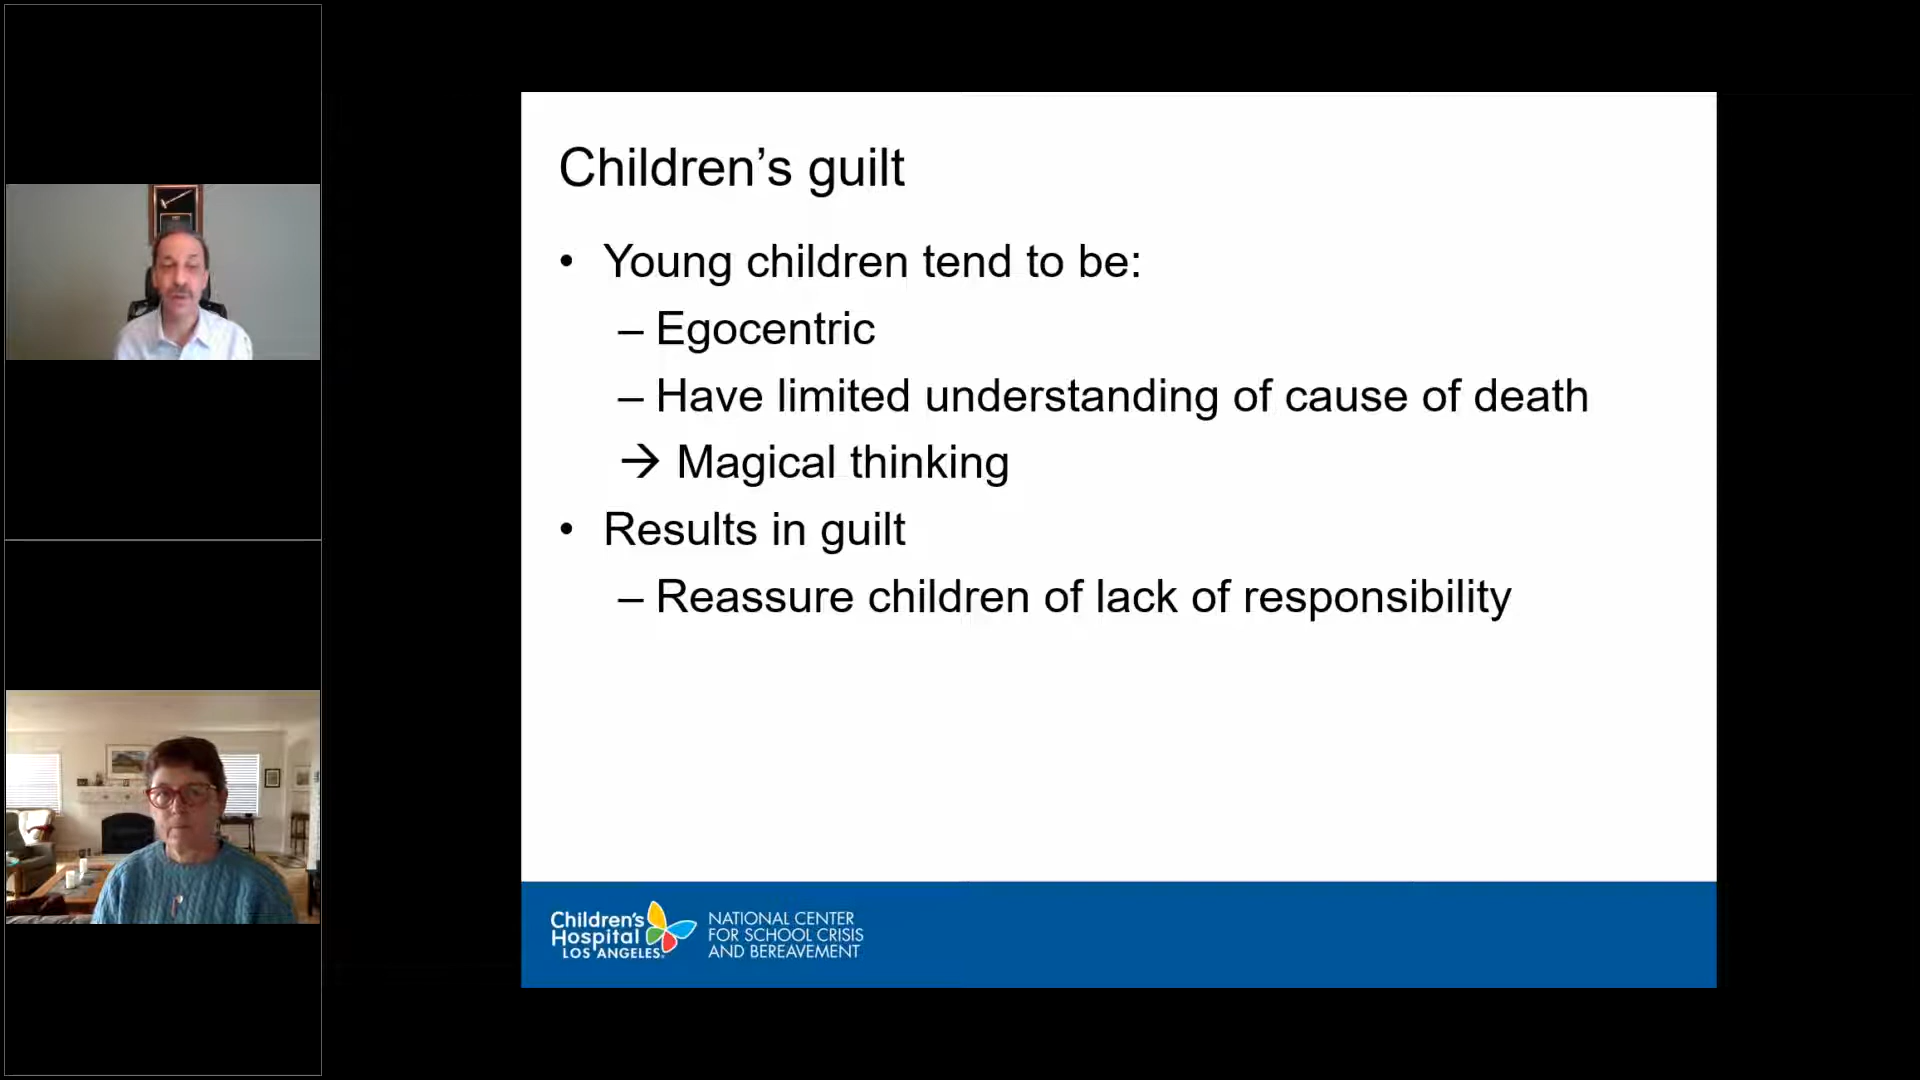 Children’s guilt
• Young children tend to be:
– Egocentric
– Have limited understanding of cause of death
→ Magical thinking
• Results in guilt
– Reassure children of lack of responsibility
Children's
Hospital
LOS ANGELES®
NATIONAL CENTER
FOR SCHOOL CRISIS
AND BEREAVEMENT